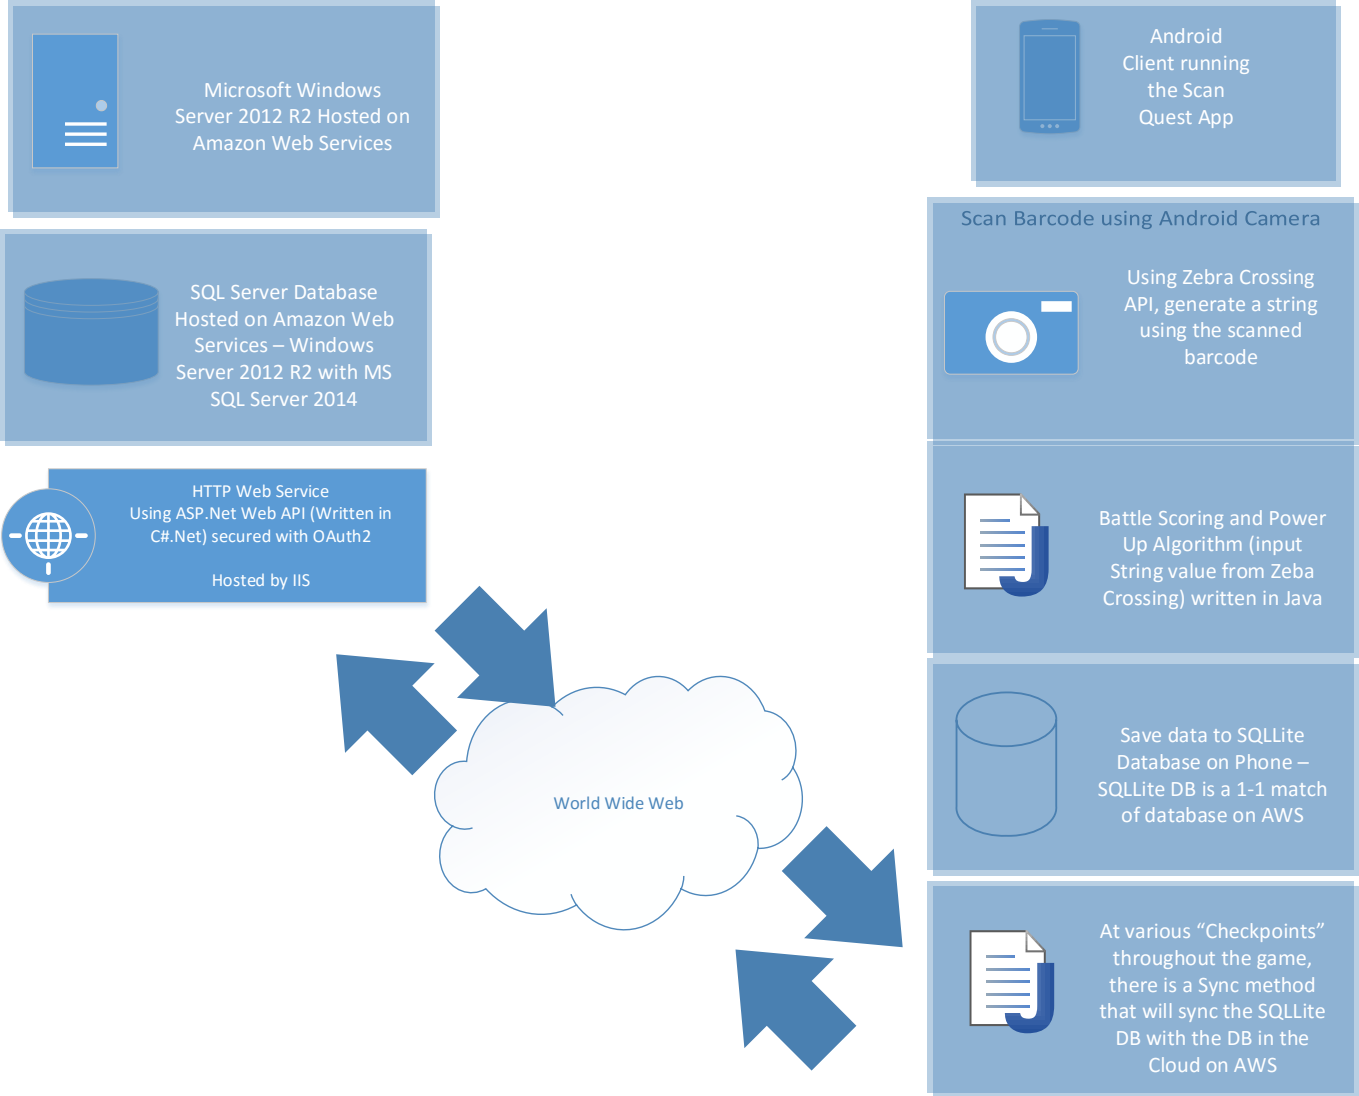 Microsoft Windows
Server 2012 R2 Hosted on
Amazon Web Services
SQL Server Database
Hosted on Amazon Web
Services – Windows
Server 2012 R2 with MS
SQL Server 2014
HTTP Web Service
Using ASP.Net Web API (Written in
C#.Net) secured with OAuth2
Hosted by IIS
World Wide Web
Android
Client running
the Scan
Quest App
Scan Barcode using Android Camera
Using Zebra Crossing
API, generate a string
using the scanned
barcode
Battle Scoring and Power
Up Algorithm (input
String value from Zeba
Crossing) written in Java
Save data to SQLLite
Database on Phone –
SQLLite DB is a 1-1 match
of database on AWS
At various “Checkpoints”
throughout the game,
there is a Sync method
that will sync the SQLLite
DB with the DB in the
Cloud on AWS